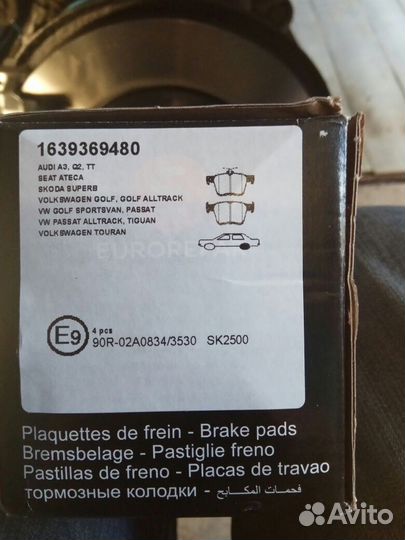 1639369480
AUDI A3, Q2, TT
SEAT ATECA
SKODA SUPERB
VOLKSWAGEN GOLF, GOLF ALLTRACK
VW GOLF SPORTSVAN, PASSAT
VW PASSAT ALLTRACK, TIGUAN
VOLKSWAGEN TOURAN
E9
4 pcs
90R-02A0834/3530 SK2500
Plaquettes de frein - Brake pads
Bremsbelage - Pastiglie freno
Pastillas de freno - Placas de travao
тормозные колодки - فحمات المكابح
Avito